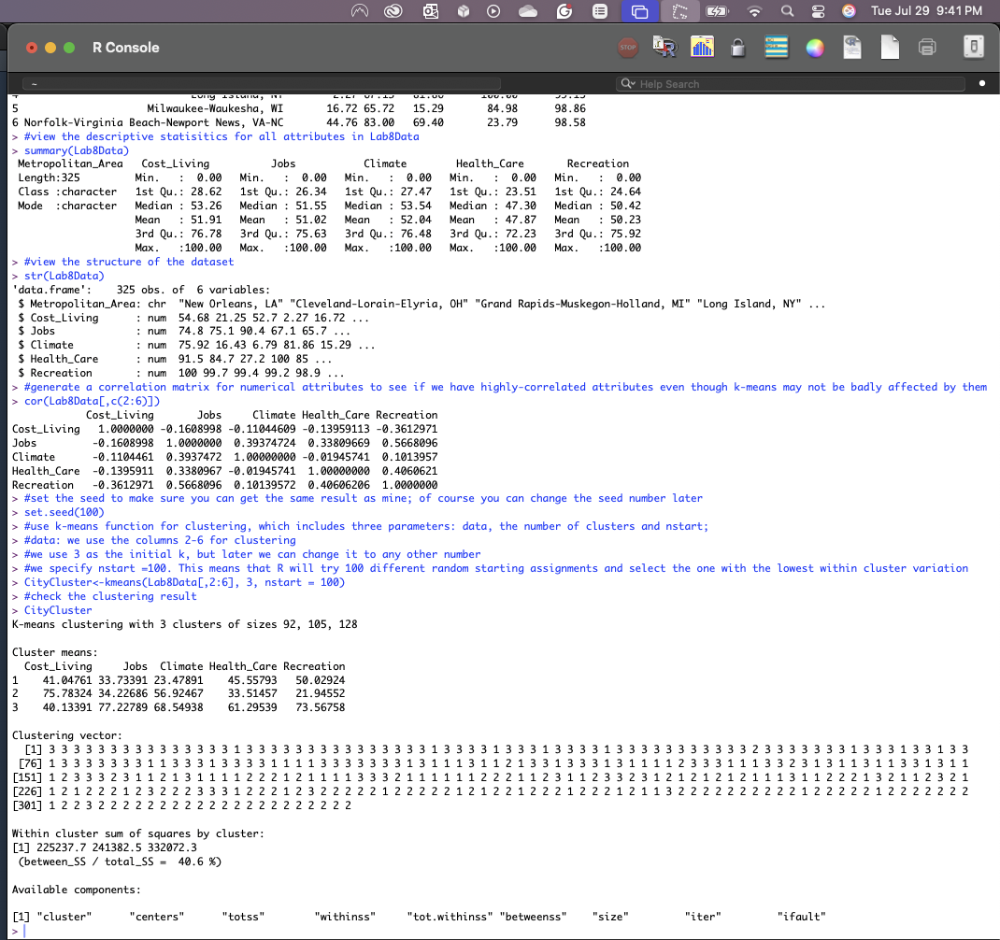 Tue Jul 29 9:41 PM
R Console
STOP
~
Help Search
Long Island, NY
5 Milwaukee-Waukesha, WI 16.72 65.72 15.29 84.98 98.86
6 Norfolk-Virginia Beach-Newport News, VA-NC 44.76 83.00 69.40 23.79 98.58
> #view the descriptive statisitics for all attributes in Lab8Data
> summary(Lab8Data)
Metropolitan_Area Cost_Living Jobs Climate Health_Care Recreation
Length:325 Min. : 0.00 Min. : 0.00 Min. : 0.00 Min. : 0.00 Min. : 0.00
Class :character 1st Qu.: 28.62 1st Qu.: 26.34 1st Qu.: 27.47 1st Qu.: 23.51 1st Qu.: 24.64
Mode :character Median : 53.26 Median : 51.55 Median : 53.54 Median : 47.30 Median : 50.42
Mean : 51.91 Mean : 51.02 Mean : 52.04 Mean : 47.87 Mean : 50.23
3rd Qu.: 76.78 3rd Qu.: 75.63 3rd Qu.: 76.48 3rd Qu.: 72.23 3rd Qu.: 75.92
Max. :100.00 Max. :100.00 Max. :100.00 Max. :100.00 Max. :100.00
> #view the structure of the dataset
> str(Lab8Data)
'data.frame': 325 obs. of 6 variables:
$ Metropolitan_Area: chr "New Orleans, LA" "Cleveland-Lorain-Elyria, OH" "Grand Rapids-Muskegon-Holland, MI" "Long Island, NY" ...
$ Cost_Living : num 54.68 21.25 52.7 2.27 16.72 ...
$ Jobs : num 74.8 75.1 90.4 67.1 65.7 ...
$ Climate : num 75.92 16.43 6.79 81.86 15.29 ...
$ Health_Care : num 91.5 84.7 27.2 100 85 ...
$ Recreation : num 100 99.7 99.4 99.2 98.9 ...
> #generate a correlation matrix for numerical attributes to see if we have highly-correlated attributes even though k-means may not be badly affected by them
> cor(Lab8Data[,c(2:6)])
Cost_Living Jobs Climate Health_Care Recreation
Cost_Living 1.0000000 -0.1608998 -0.11044609 -0.13959113 -0.3612971
Jobs -0.1608998 1.0000000 0.39374724 0.33809669 0.5668096
Climate -0.1104461 0.3937472 1.00000000 -0.01945741 0.1013957
Health_Care -0.1395911 0.3380967 -0.01945741 1.00000000 0.4060621
Recreation -0.3612971 0.5668096 0.10139572 0.40606206 1.0000000
> #set the seed to make sure you can get the same result as mine; of course you can change the seed number later
> set.seed(100)
> #use k-means function for clustering, which includes three parameters: data, the number of clusters and nstart;
> #data: we use the columns 2-6 for clustering
> #we use 3 as the initial k, but later we can change it to any other number
> #we specify nstart =100. This means that R will try 100 different random starting assignments and select the one with the lowest within cluster variation
> CityCluster<-kmeans(Lab8Data[,2:6], 3, nstart = 100)
> #check the clustering result
> CityCluster
K-means clustering with 3 clusters of sizes 92, 105, 128
Cluster means:
Cost_Living Jobs Climate Health_Care Recreation
1 41.04761 33.73391 23.47891 45.55793 50.02924
2 75.78324 34.22686 56.92467 33.51457 21.94552
3 40.13391 77.22789 68.54938 61.29539 73.56758
Clustering vector:
[1] 3 3 3 3 3 3 3 3 3 3 3 3 3 3 3 1 3 3 3 3 3 3 3 3 3 3 3 3 3 3 3 1 3 3 3 3 1 3 3 3 1 3 3 3 3 1 3 3 3 3 3 3 3 3 3 3 3 2 3 3 3 3 3 3 3 1 3 3 3 1 3 3 1 3 3
[76] 1 3 3 3 3 3 3 3 1 1 3 3 3 1 3 3 1 1 1 1 3 3 3 3 3 3 3 3 3 1 3 1 1 1 3 1 1 2 1 3 3 1 3 3 3 1 3 1 1 1 1 2 3 3 3 1 1 1 3 3 2 3 1 3 1 1 3 1 1 3 3 1 3 1 1
[151] 1 2 3 3 3 2 3 1 1 2 1 3 1 1 1 1 2 2 2 1 2 1 1 1 1 3 3 3 2 1 1 1 1 1 1 2 2 2 1 1 2 3 1 1 2 3 3 2 3 1 2 1 2 1 2 1 2 1 1 1 3 1 1 2 2 2 1 3 2 1 1 2 3 2 1
[226] 1 2 1 2 2 2 1 2 3 2 2 2 3 3 3 1 2 2 2 1 2 3 2 2 2 2 1 2 2 2 2 2 1 2 1 2 2 1 2 2 2 1 2 2 2 1 2 1 1 3 2 2 2 2 2 2 2 2 2 2 1 2 2 2 2 2 1 2 2 2 2 2 2 2
[301] 1 2 2 3 2 2 2 2 2 2 2 2 2 2 2 2 2 2 2 2 2 2 2 2 2
Within cluster sum of squares by cluster:
[1] 225237.7 241382.5 332072.3
(between_SS / total_SS = 40.6 %)
Available components:
[1] "cluster" "centers" "totss" "withinss" "tot.withinss" "betweenss" "size" "iter" "ifault"
>